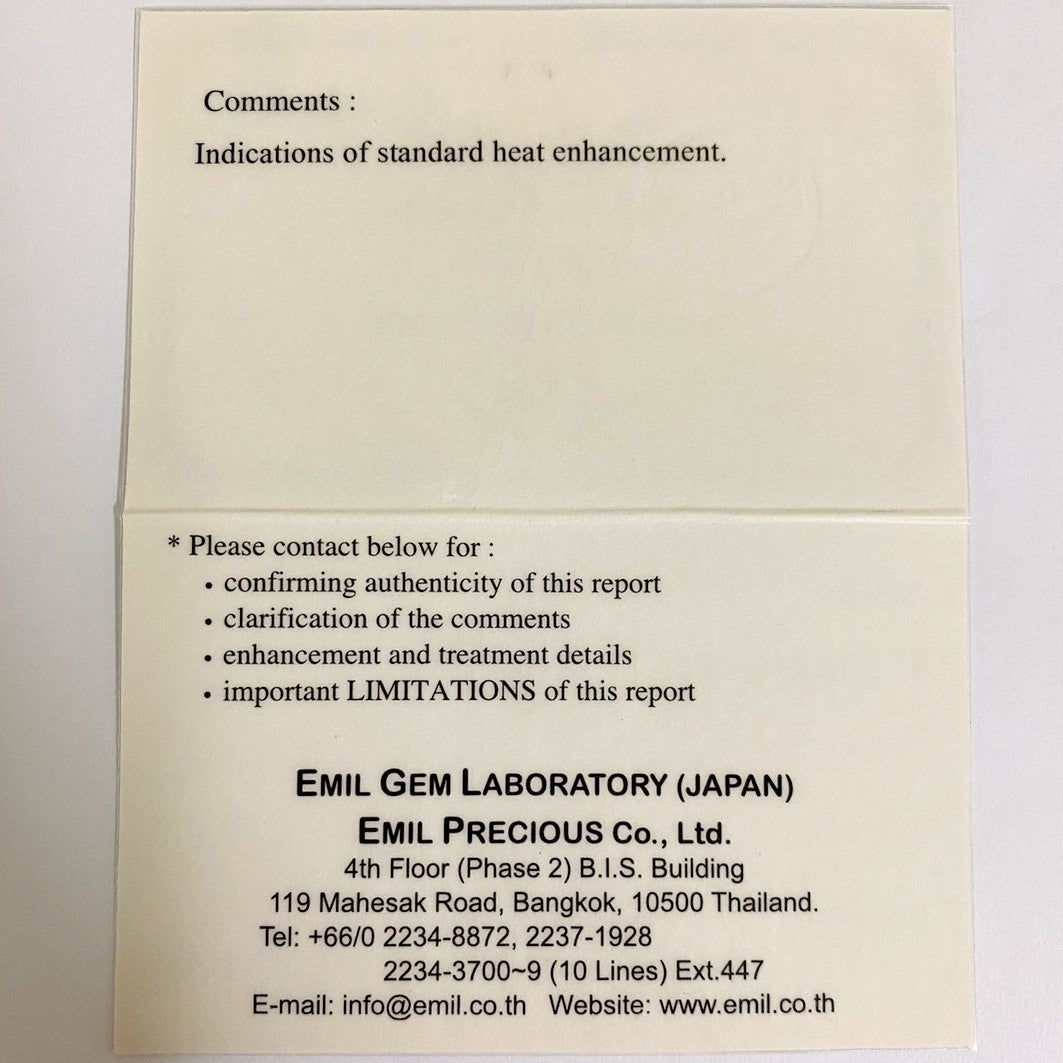 Comments :
Indications of standard heat enhancement.
* Please contact below for :
• confirming authenticity of this report
• clarification of the comments
• enhancement and treatment details
• important LIMITATIONS of this report
EMIL GEM LABORATORY (JAPAN)
EMIL PRECIOUS Co., Ltd.
4th Floor (Phase 2) B.I.S. Building
119 Mahesak Road, Bangkok, 10500 Thailand.
Tel: +66/0 2234-8872, 2237-1928
2234-3700~9 (10 Lines) Ext.447
E-mail: info@emil.co.th Website: www.emil.co.th